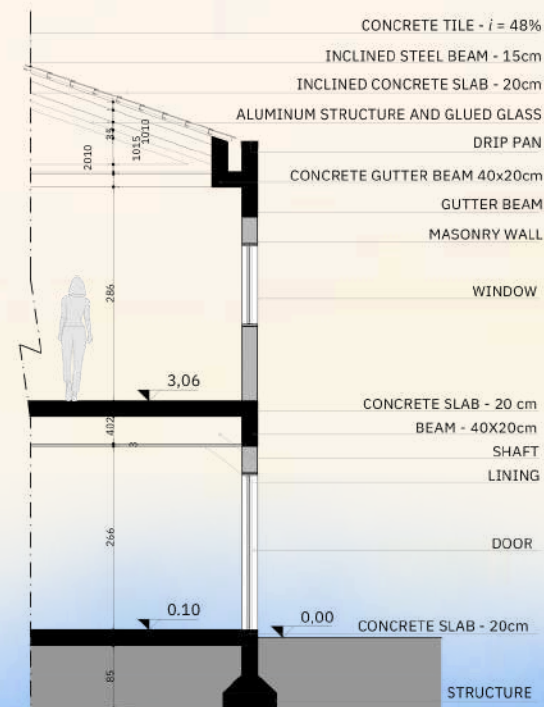 CONCRETE TILE - i = 48%
INCLINED STEEL BEAM - 15cm
INCLINED CONCRETE SLAB - 20cm
ALUMINUM STRUCTURE AND GLUED GLASS
DRIP PAN
CONCRETE GUTTER BEAM 40x20cm
GUTTER BEAM
MASONRY WALL
WINDOW
CONCRETE SLAB - 20 cm
BEAM - 40X20cm
SHAFT
LINING
DOOR
CONCRETE SLAB - 20cm
STRUCTURE
35
2010
1015
1010
286
3,06
402
3
266
0.10
0,00
85